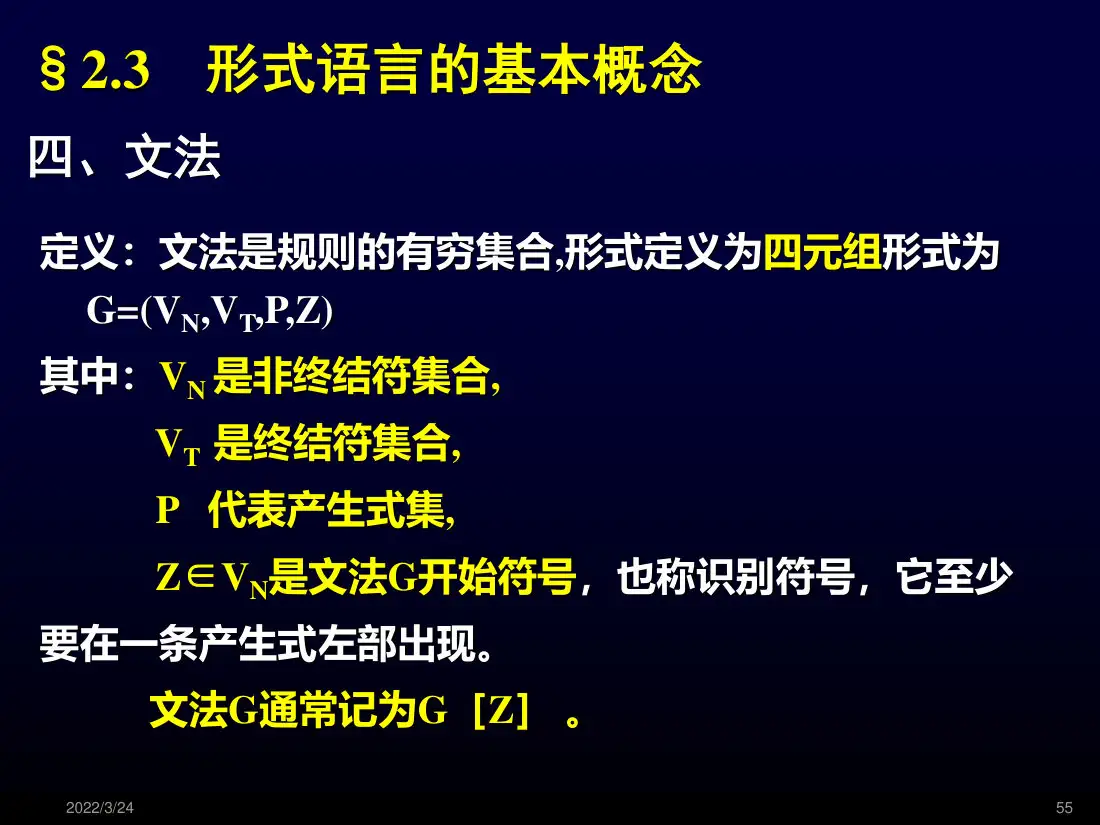 §2.3 形式语言的基本概念
四、文法
定义：文法是规则的有穷集合,形式定义为四元组形式为
G=(VN,VT,P,Z)
其中：VN 是非终结符集合,
VT 是终结符集合,
P 代表产生式集,
Z∈VN是文法G开始符号，也称识别符号，它至少
要在一条产生式左部出现。
文法G通常记为G［Z］ 。
2022/3/24
55